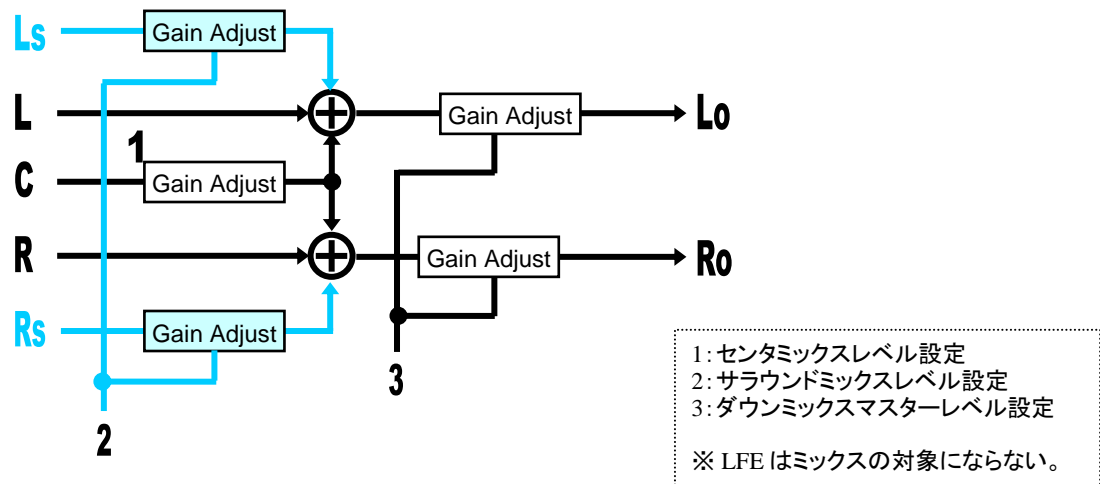 Ls
Gain Adjust
L
Gain Adjust
Lo
1
C
Gain Adjust
R
Gain Adjust
Ro
Rs
Gain Adjust
3
2
1:センタミックスレベル設定
2:サラウンドミックスレベル設定
3:ダウンミックスマスターレベル設定
※ LFE はミックスの対象にならない。